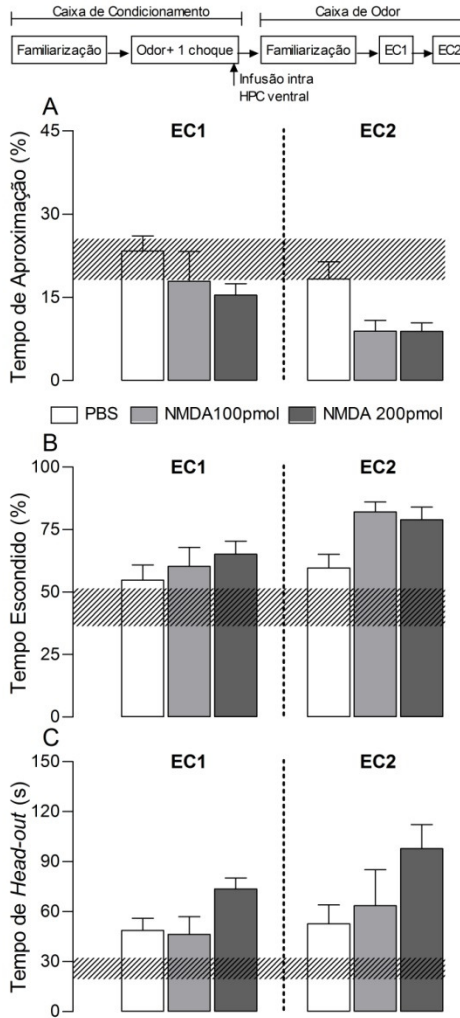 Caixa de Condicionamento
Caixa de Odor
Familiarização
Odor+ 1 choque
Familiarização
EC1
EC2
Infusão intra
HPC ventral
A
EC1
EC2
Tempo de Aproximação (%)
45
30
15
0
PBS
NMDA100pmol
NMDA 200pmol
B
EC1
EC2
Tempo Escondido (%)
100
75
50
25
0
C
EC1
EC2
Tempo de Head-out (s)
150
120
90
60
30
0